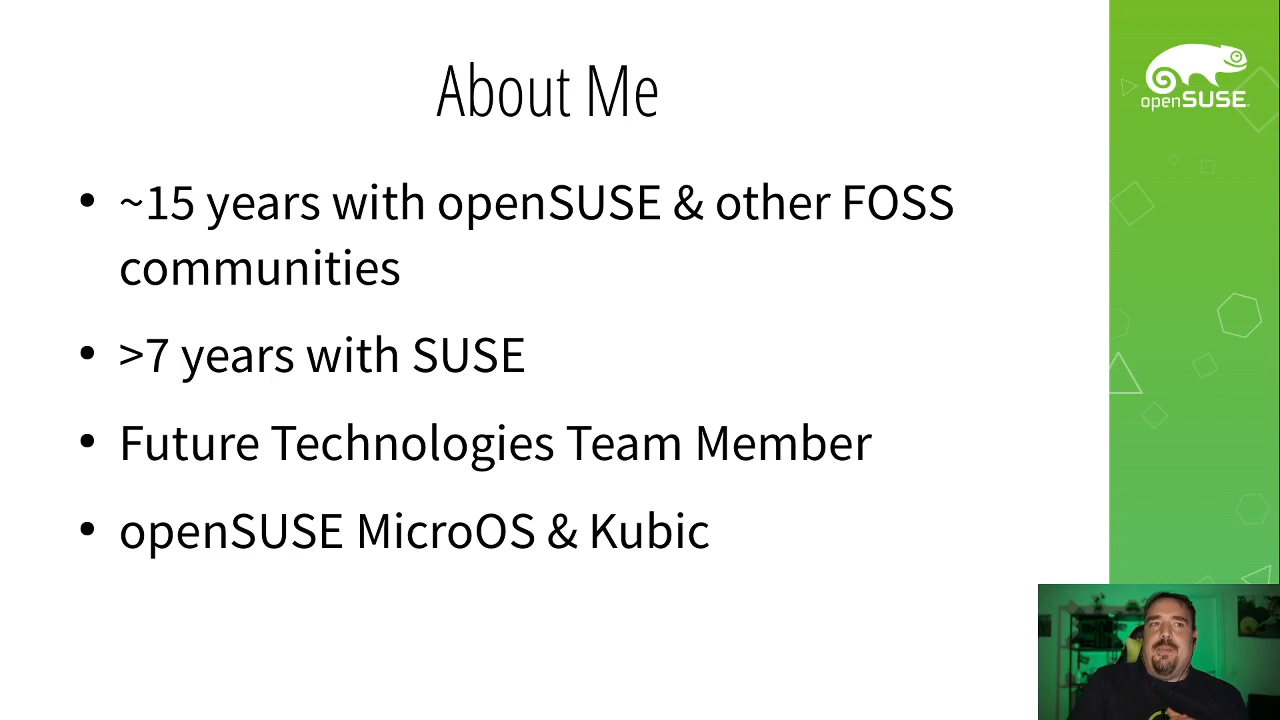 About Me
openSUSE
• ~15 years with openSUSE & other FOSS
communities
• >7 years with SUSE
• Future Technologies Team Member
• openSUSE MicroOS & Kubic